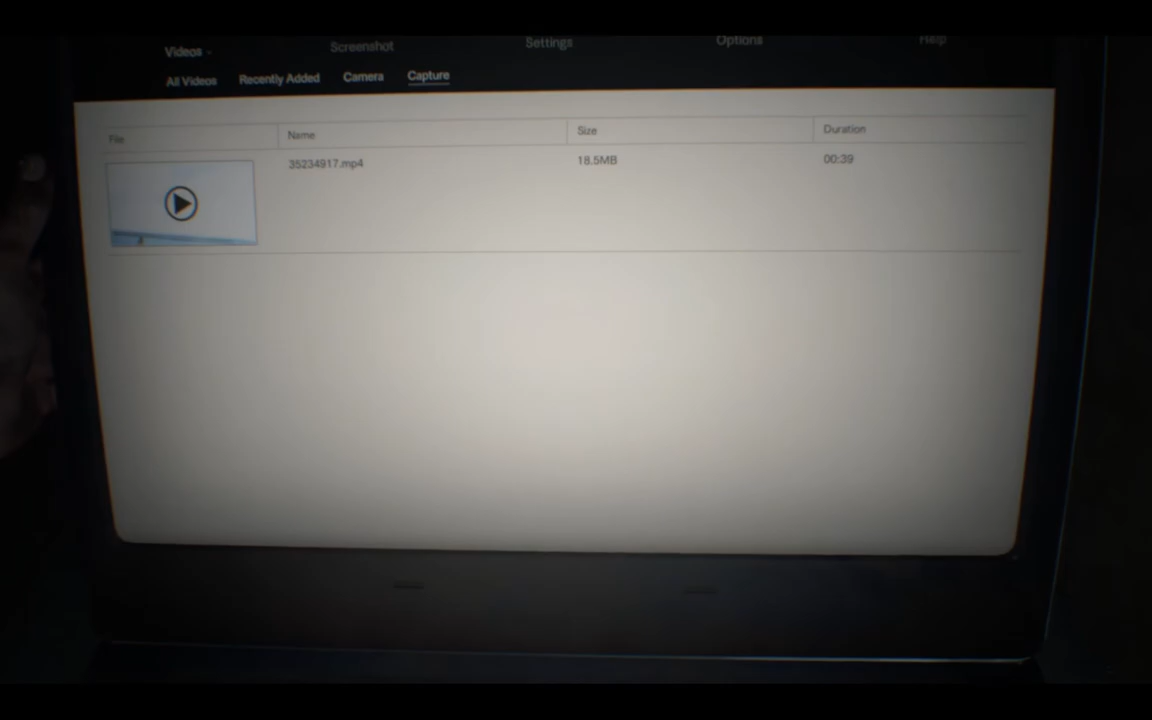 Videos Screenshot Settings Options Help
All Videos Recently Added Camera Capture
File Name Size Duration
35234917.mp4 18.5MB 00:39